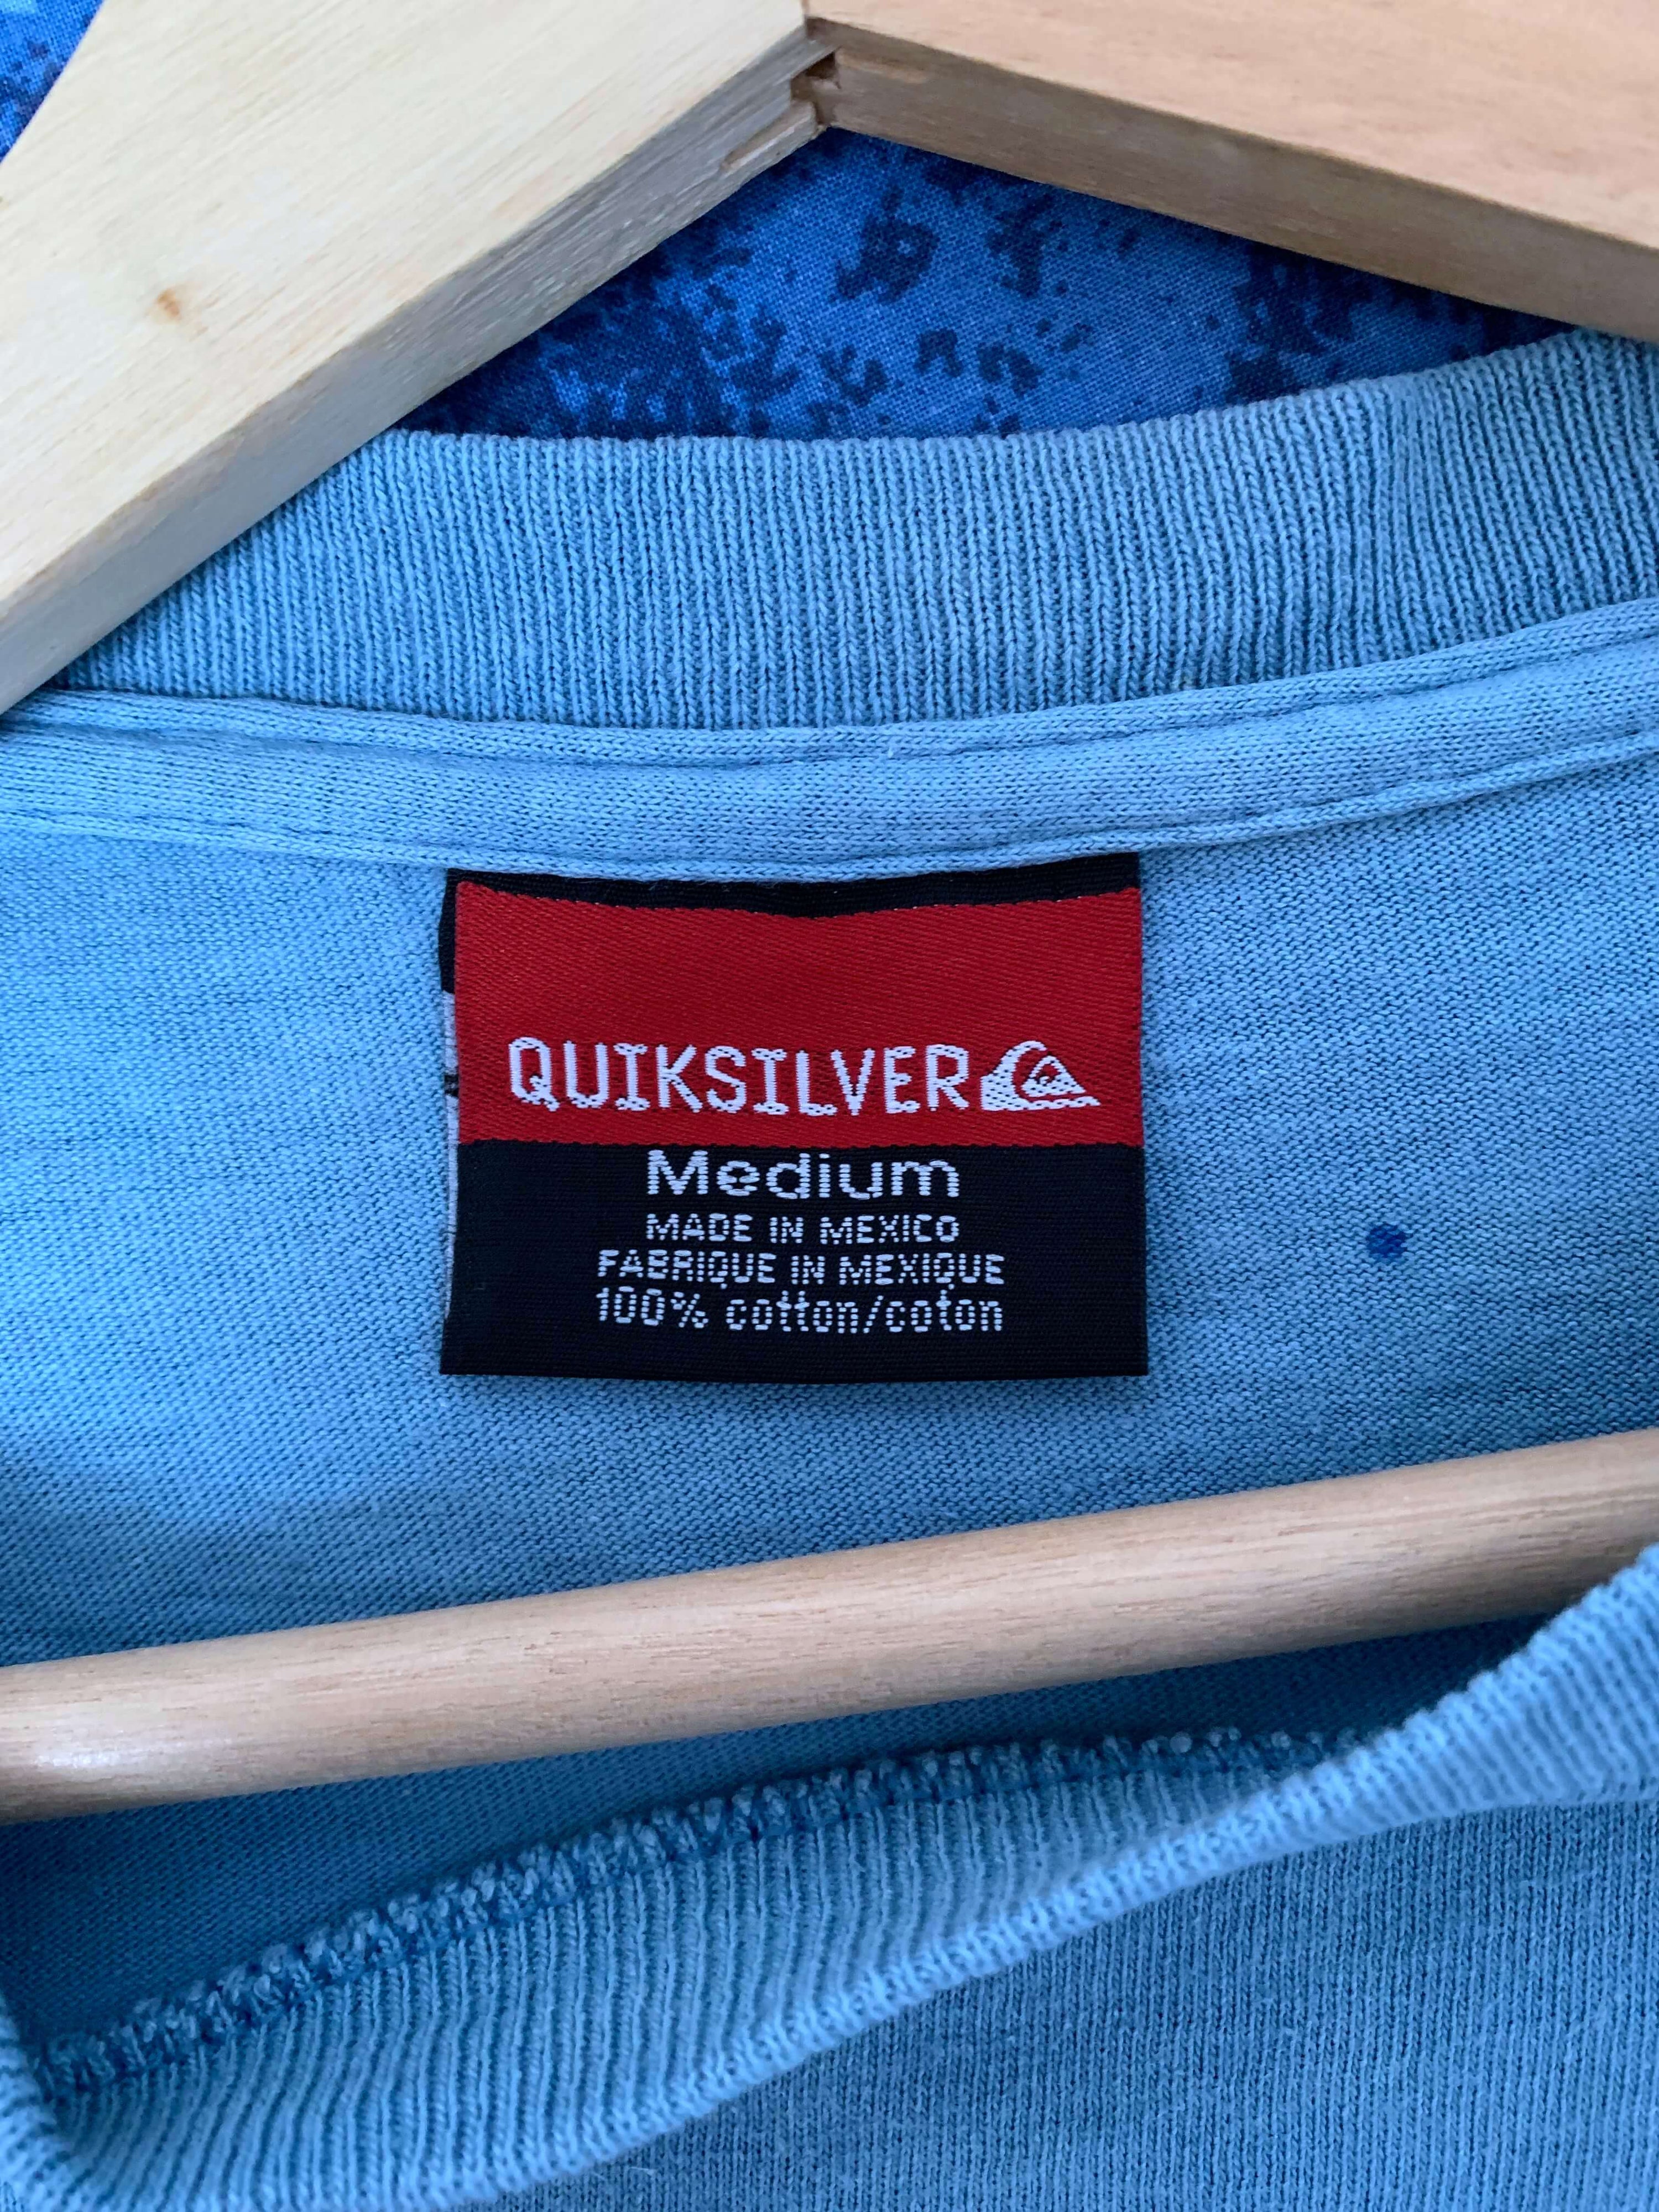 QUIKSILVER
Medium
MADE IN MEXICO
FABRIQUE IN MEXIQUE
100% cotton/coton